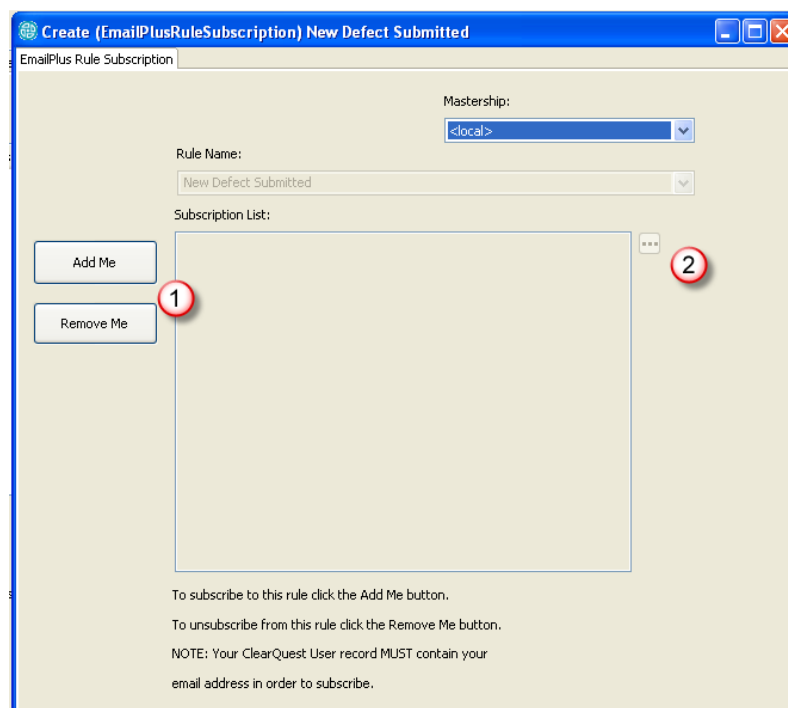 Create (EmailPlusRuleSubscription) New Defect Submitted
EmailPlus Rule Subscription
Mastership:
<local>
Rule Name:
New Defect Submitted
Subscription List:
Add Me
2
1
Remove Me
To subscribe to this rule click the Add Me button.
To unsubscribe from this rule click the Remove Me button.
NOTE: Your ClearQuest User record MUST contain your
email address in order to subscribe.